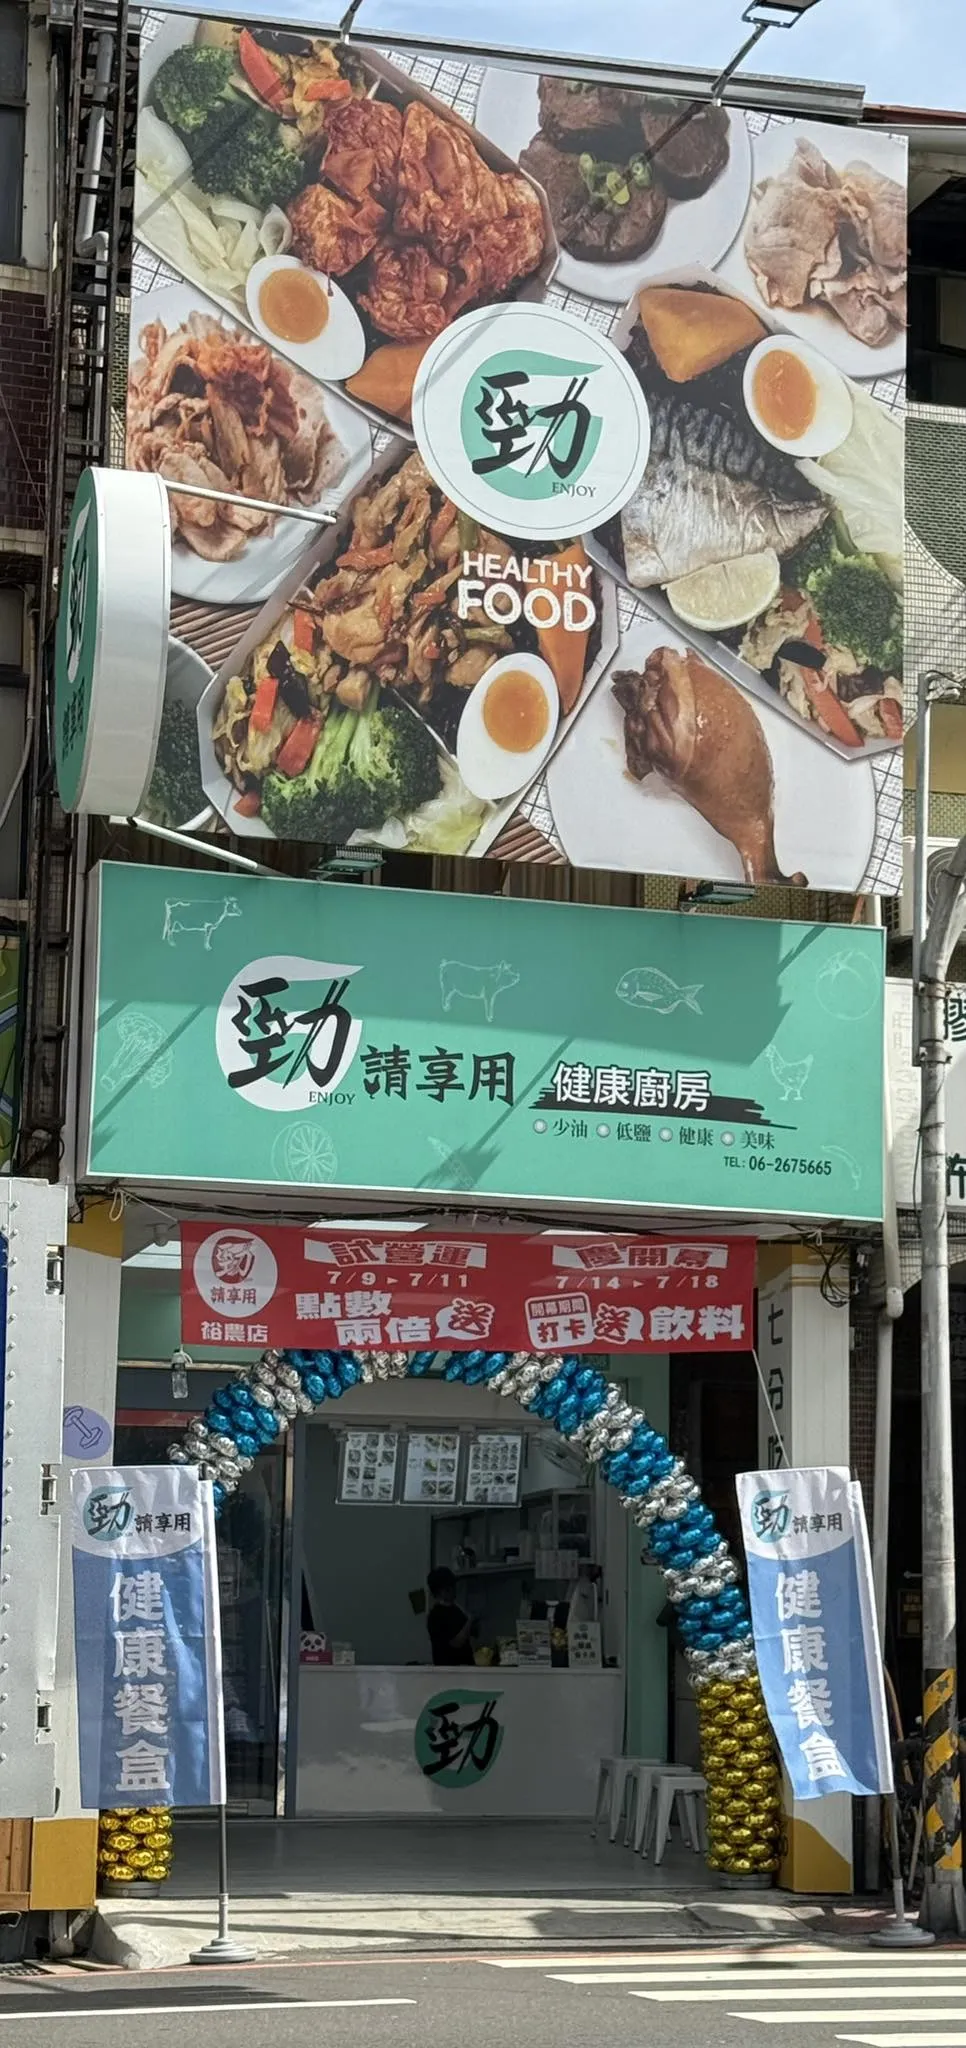 勁
ENJOY
HEALTHY
FOOD
勁
勁
ENJOY
請享用
健康廚房
少油 低鹽 健康 美味
TEL: 06-2675665
勁
請享用
裕農店
試營運
7/9 ▸ 7/11
點數
兩倍送
慶開幕
7/14 ▸ 7/18
開幕期間
打卡送飲料
七分
勁 請享用
健康餐盒
勁 請享用
健康餐盒
勁